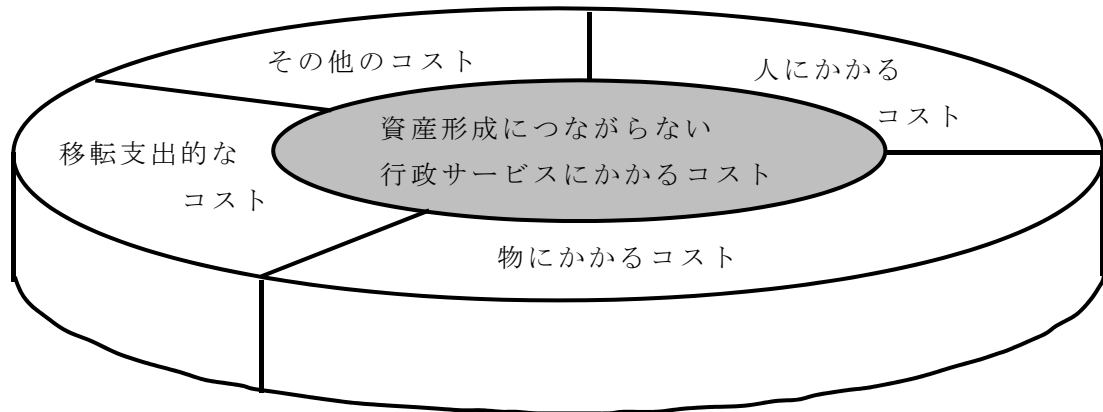 その他のコスト
人にかかる
コスト
資産形成につながらない
行政サービスにかかるコスト
移転支出的な
コスト
物にかかるコスト